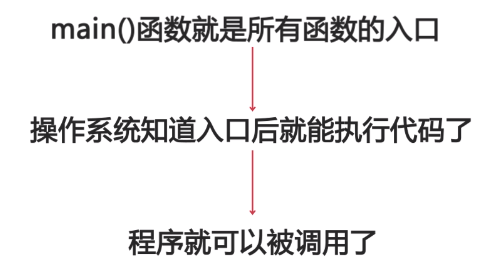 main()函数就是所有函数的入口
操作系统知道入口后就能执行代码了
程序就可以被调用了